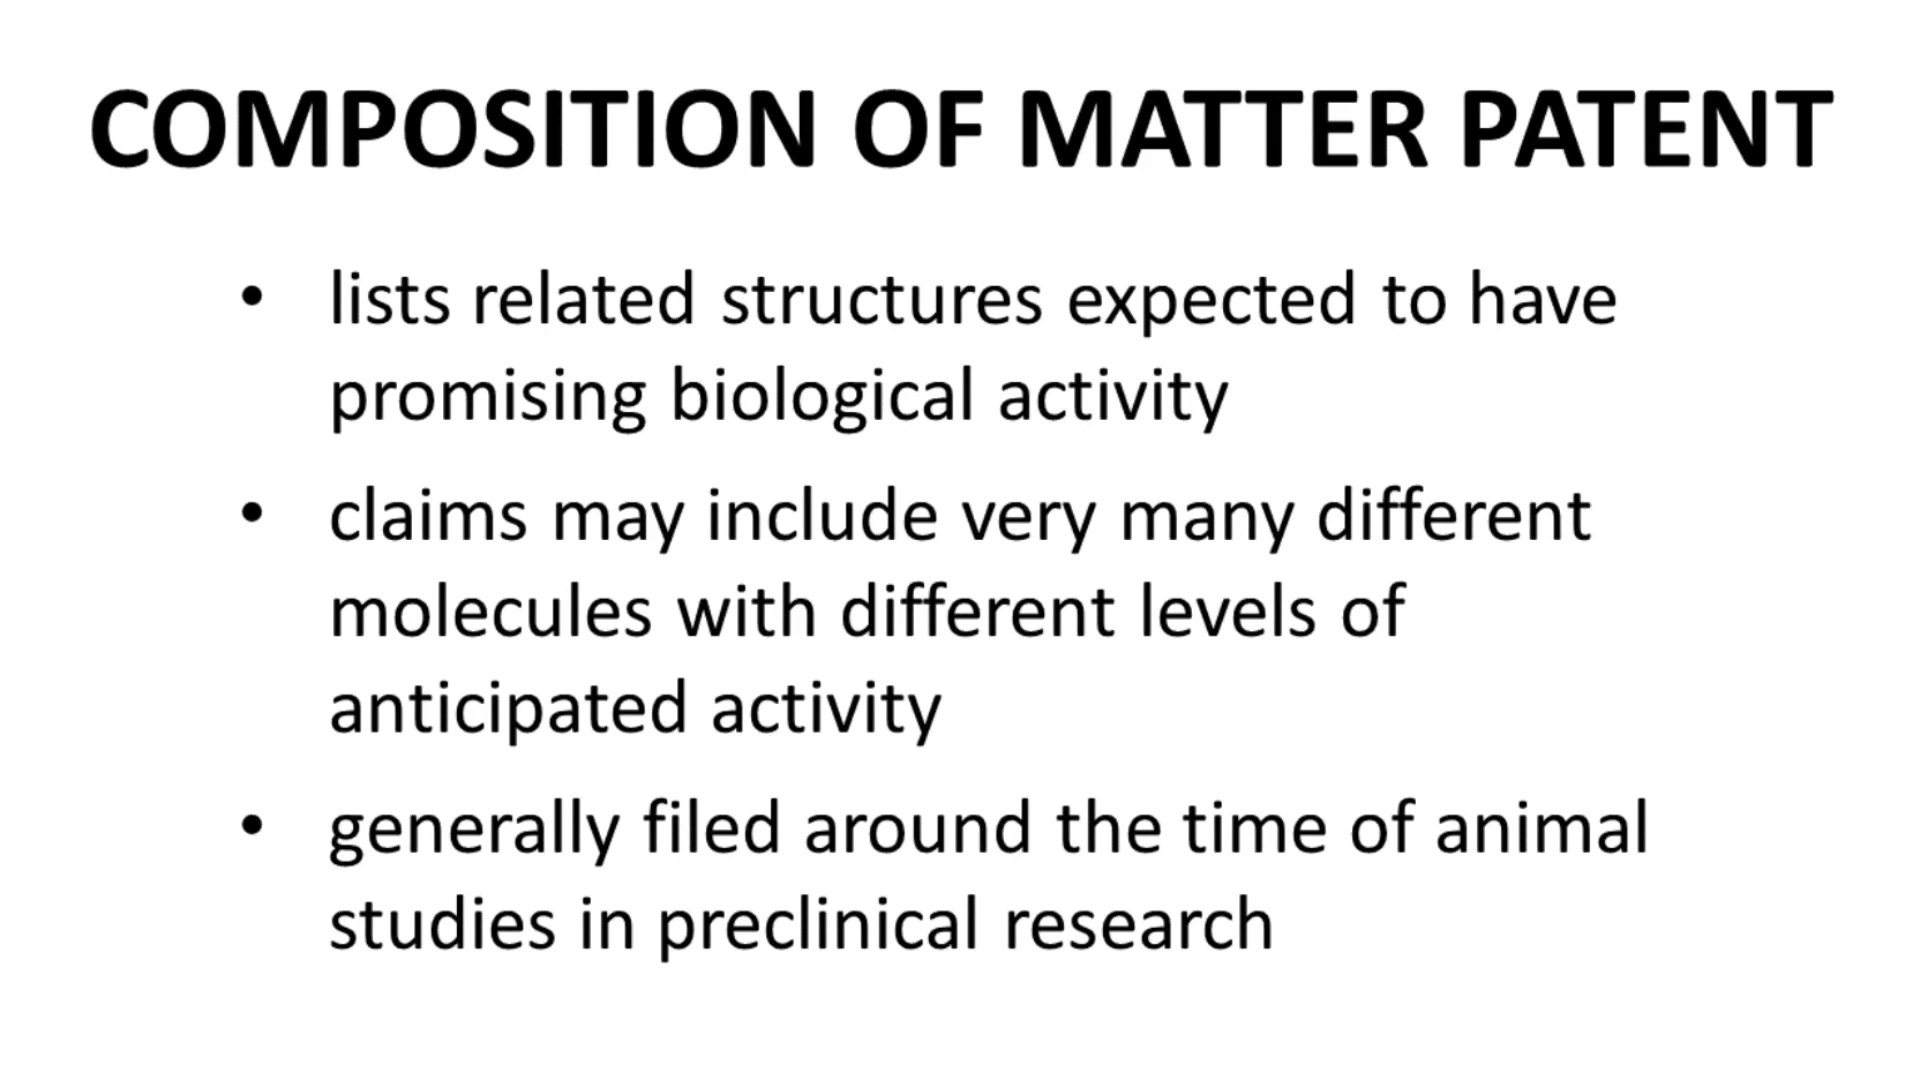 COMPOSITION OF MATTER PATENT
• lists related structures expected to have
promising biological activity
• claims may include very many different
molecules with different levels of
anticipated activity
• generally filed around the time of animal
studies in preclinical research